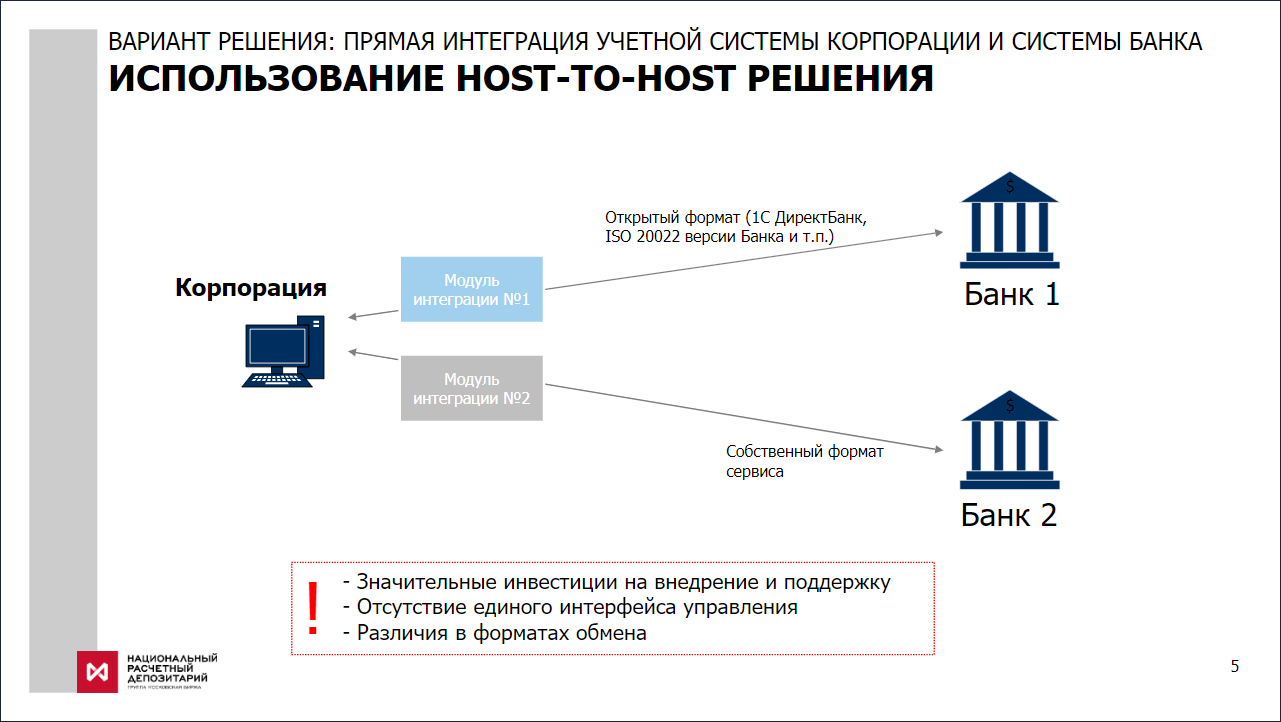 ВАРИАНТ РЕШЕНИЯ: ПРЯМАЯ ИНТЕГРАЦИЯ УЧЕТНОЙ СИСТЕМЫ КОРПОРАЦИИ И СИСТЕМЫ БАНКА
ИСПОЛЬЗОВАНИЕ HOST-TO-HOST РЕШЕНИЯ
$
Открытый формат (1С ДиректБанк,
ISO 20022 версии Банка и т.п.)
Корпорация
Модуль
интеграции №1
Банк 1
Модуль
интеграции №2
$
Собственный формат
сервиса
Банк 2
!
- Значительные инвестиции на внедрение и поддержку
- Отсутствие единого интерфейса управления
- Различия в форматах обмена
НАЦИОНАЛЬНЫЙ
РАСЧЕТНЫЙ
ДЕПОЗИТАРИЙ
ГРУППА МОСКОВСКАЯ БИРЖА
5